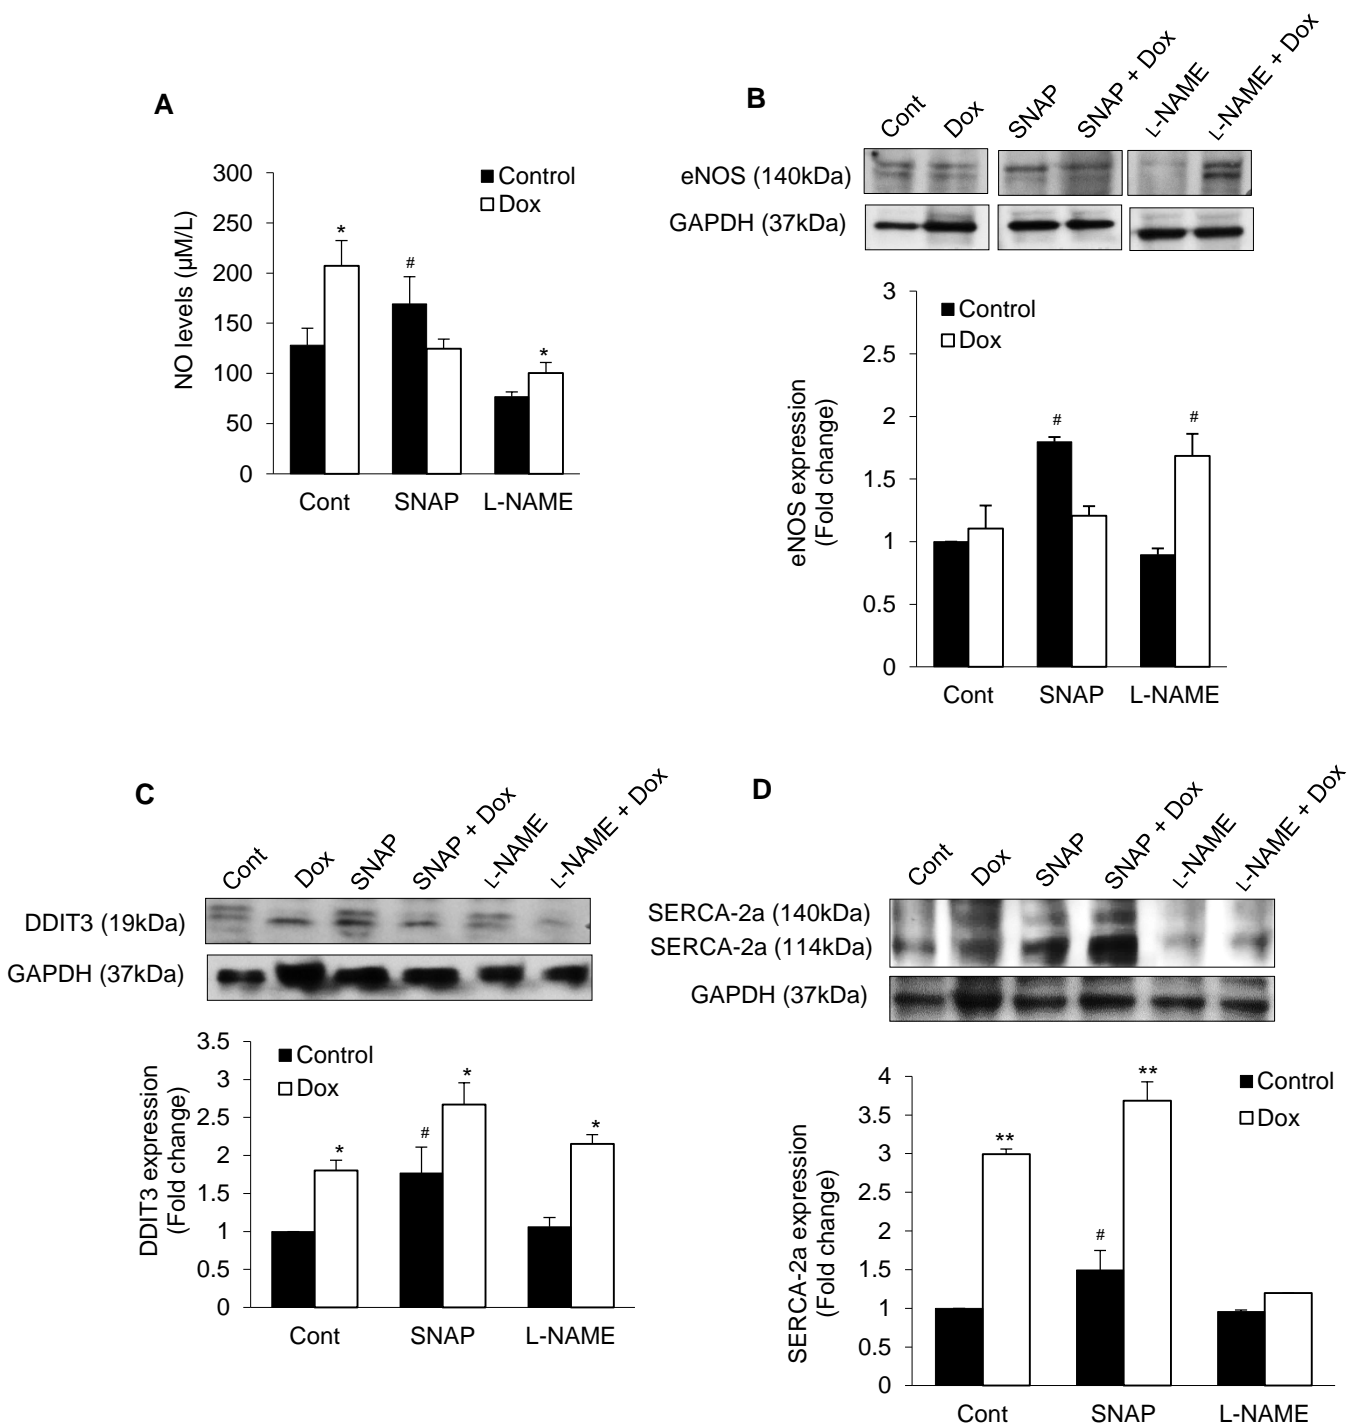 A
300
250
200
150
100
50
0
NO levels (µM/L)
Control
Dox
*
#
*
Cont
SNAP
L-NAME
B
Cont
Dox
SNAP
SNAP + Dox
L-NAME
L-NAME + Dox
eNOS (140kDa)
GAPDH (37kDa)
3
2.5
2
1.5
1
0.5
0
eNOS expression
(Fold change)
Control
Dox
#
#
Cont
SNAP
L-NAME
C
Cont
Dox
SNAP
SNAP + Dox
L-NAME
L-NAME + Dox
DDIT3 (19kDa)
GAPDH (37kDa)
3.5
3
2.5
2
1.5
1
0.5
0
DDIT3 expression
(Fold change)
Control
Dox
*
#
*
*
Cont
SNAP
L-NAME
D
Cont
Dox
SNAP
SNAP + Dox
L-NAME
L-NAME + Dox
SERCA-2a (140kDa)
SERCA-2a (114kDa)
GAPDH (37kDa)
4
3.5
3
2.5
2
1.5
1
0.5
0
SERCA-2a expression
(Fold change)
Control
Dox
**
#
**
Cont
SNAP
L-NAME